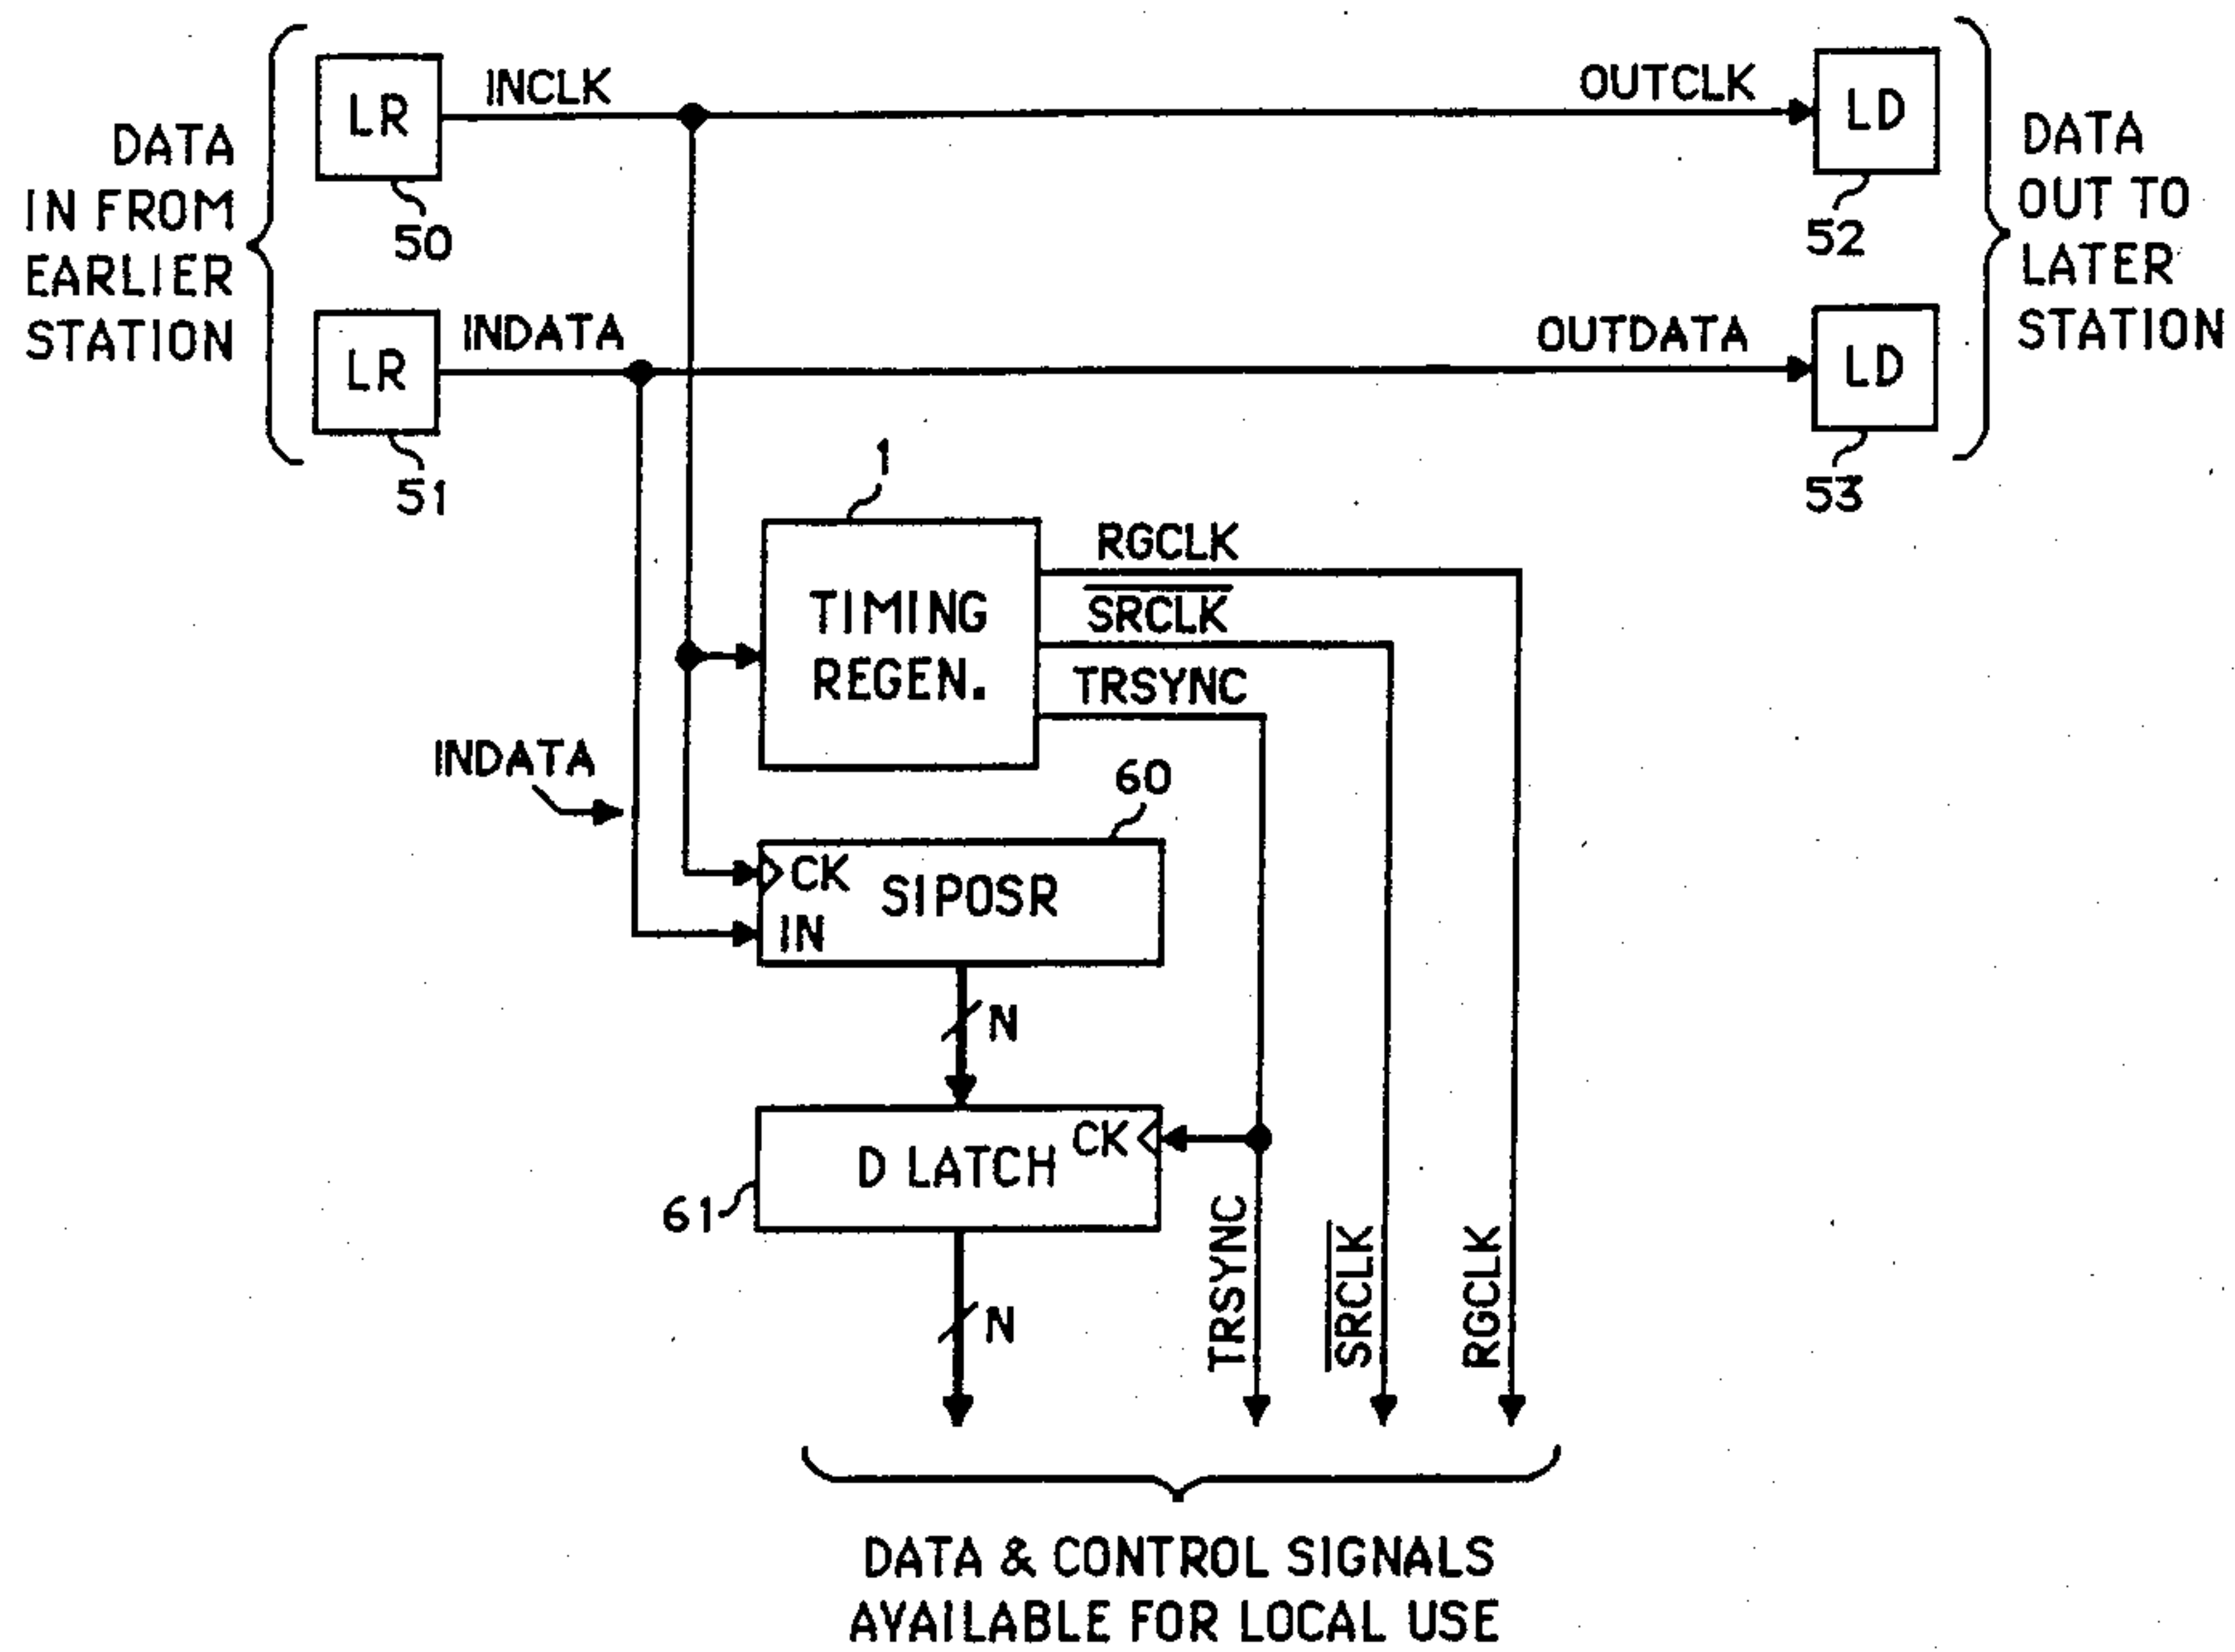 DATA
IN FROM
EARLIER
STATION
LR
INCLK
50
LR
INDATA
51
OUTCLK
LD
52
OUTDATA
LD
53
DATA
OUT TO
LATER
STATION
1
TIMING
REGEN.
RGCLK
SRCLK
TRSYNC
INDATA
60
CK
IN
SIPOSR
N
D LATCH
CK
61
N
TRSYNC
SRCLK
RGCLK
DATA & CONTROL SIGNALS
AVAILABLE FOR LOCAL USE